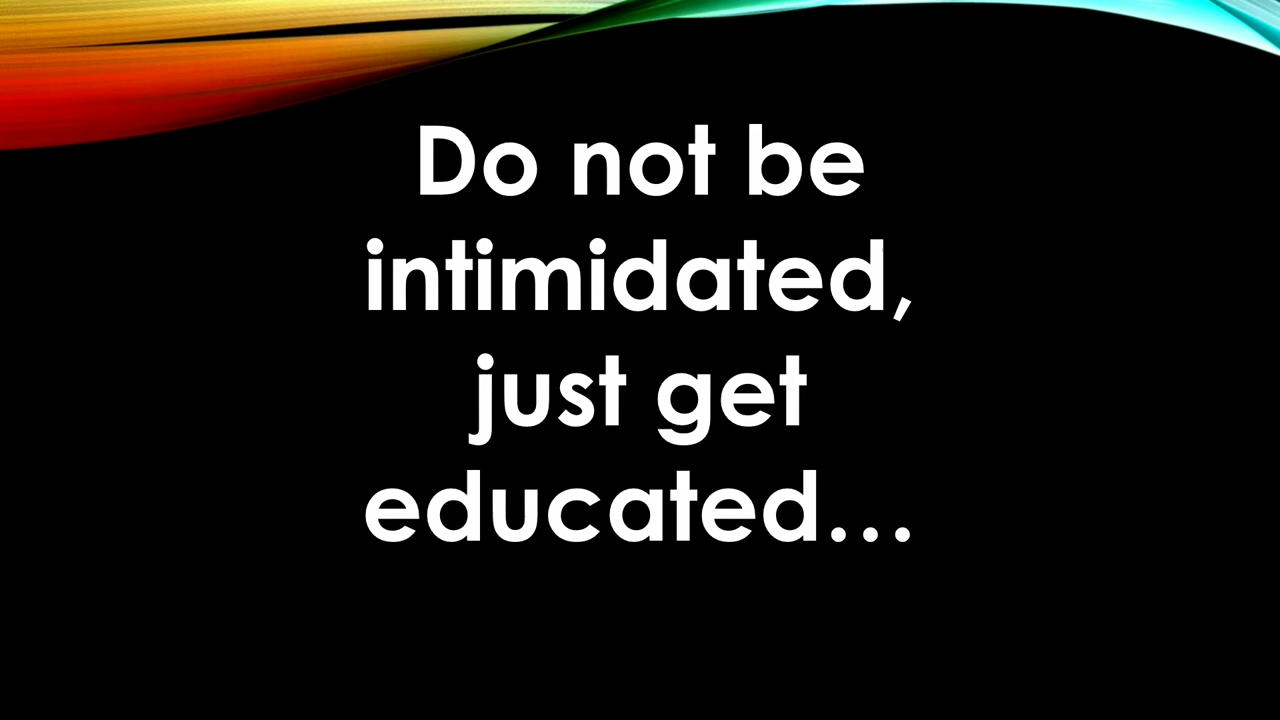 Do not be
intimidated,
just get
educated…